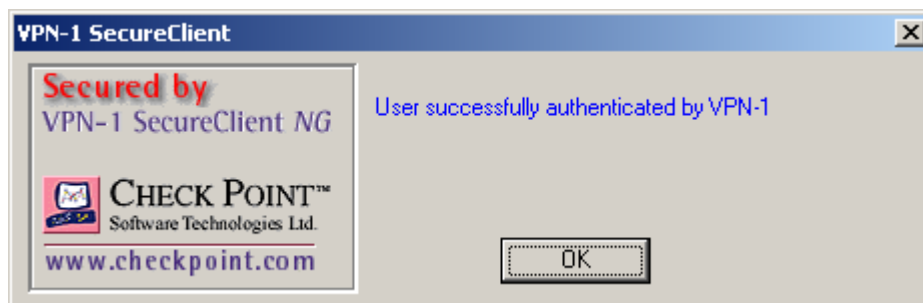 VPN-1 SecureClient
Secured by
VPN-1 SecureClient NG
CHECK POINT™
Software Technologies Ltd.
www.checkpoint.com
User successfully authenticated by VPN-1
OK